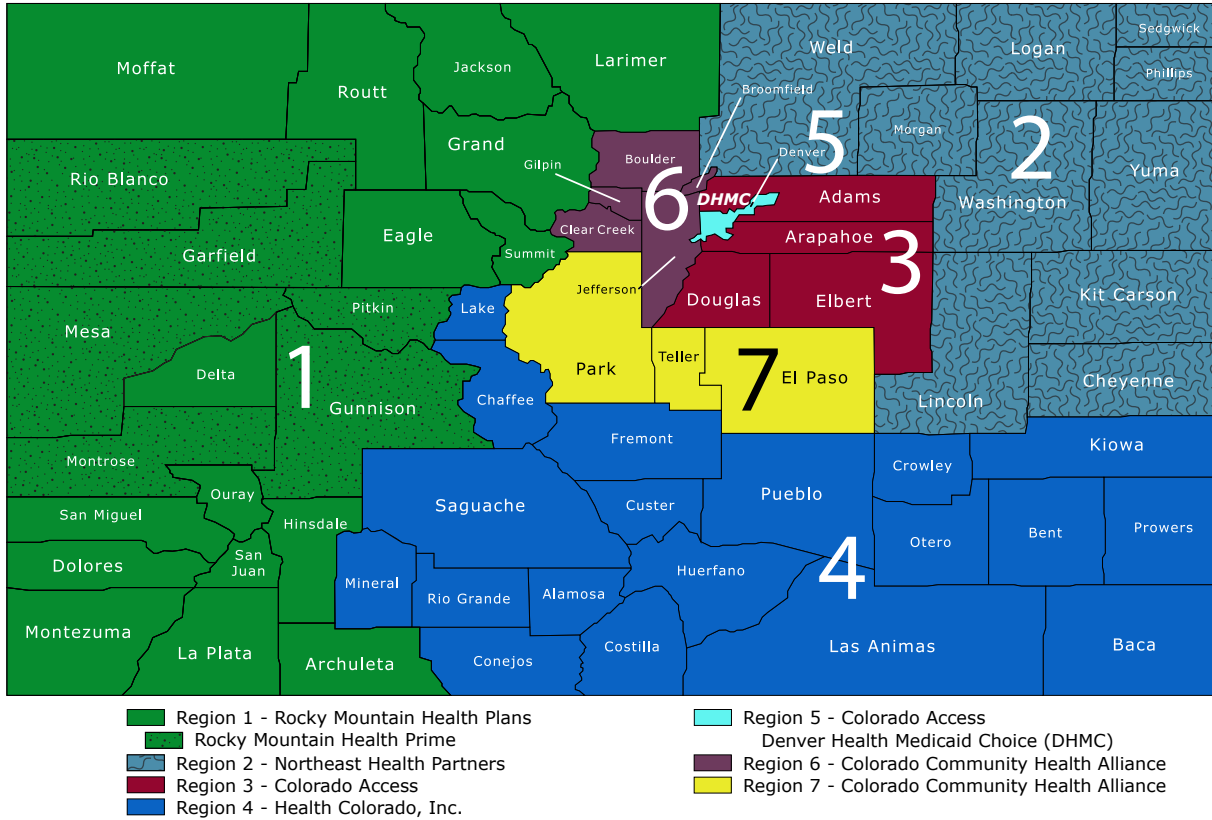 Moffat
Routt
Jackson
Larimer
Weld
Logan
Sedgwick
Phillips
Broomfield
Grand
Gilpin
Boulder
Morgan
Denver
5
2
Yuma
Rio Blanco
6
DHMC
Adams
Washington
Clear Creek
Eagle
Garfield
Summit
Arapahoe
3
Jefferson
Pitkin
Lake
Douglas
Elbert
Kit Carson
Mesa
1
Delta
Park
Teller
7
El Paso
Cheyenne
Gunnison
Chaffee
Lincoln
Fremont
Kiowa
Montrose
Crowley
Ouray
Pueblo
San Miguel
Hinsdale
Saguache
Custer
Otero
Bent
Prowers
Dolores
San
Juan
Mineral
Rio Grande
Alamosa
Huerfano
4
Montezuma
La Plata
Archuleta
Conejos
Costilla
Las Animas
Baca
Region 1 - Rocky Mountain Health Plans
Rocky Mountain Health Prime
Region 2 - Northeast Health Partners
Region 3 - Colorado Access
Region 4 - Health Colorado, Inc.
Region 5 - Colorado Access
Denver Health Medicaid Choice (DHMC)
Region 6 - Colorado Community Health Alliance
Region 7 - Colorado Community Health Alliance